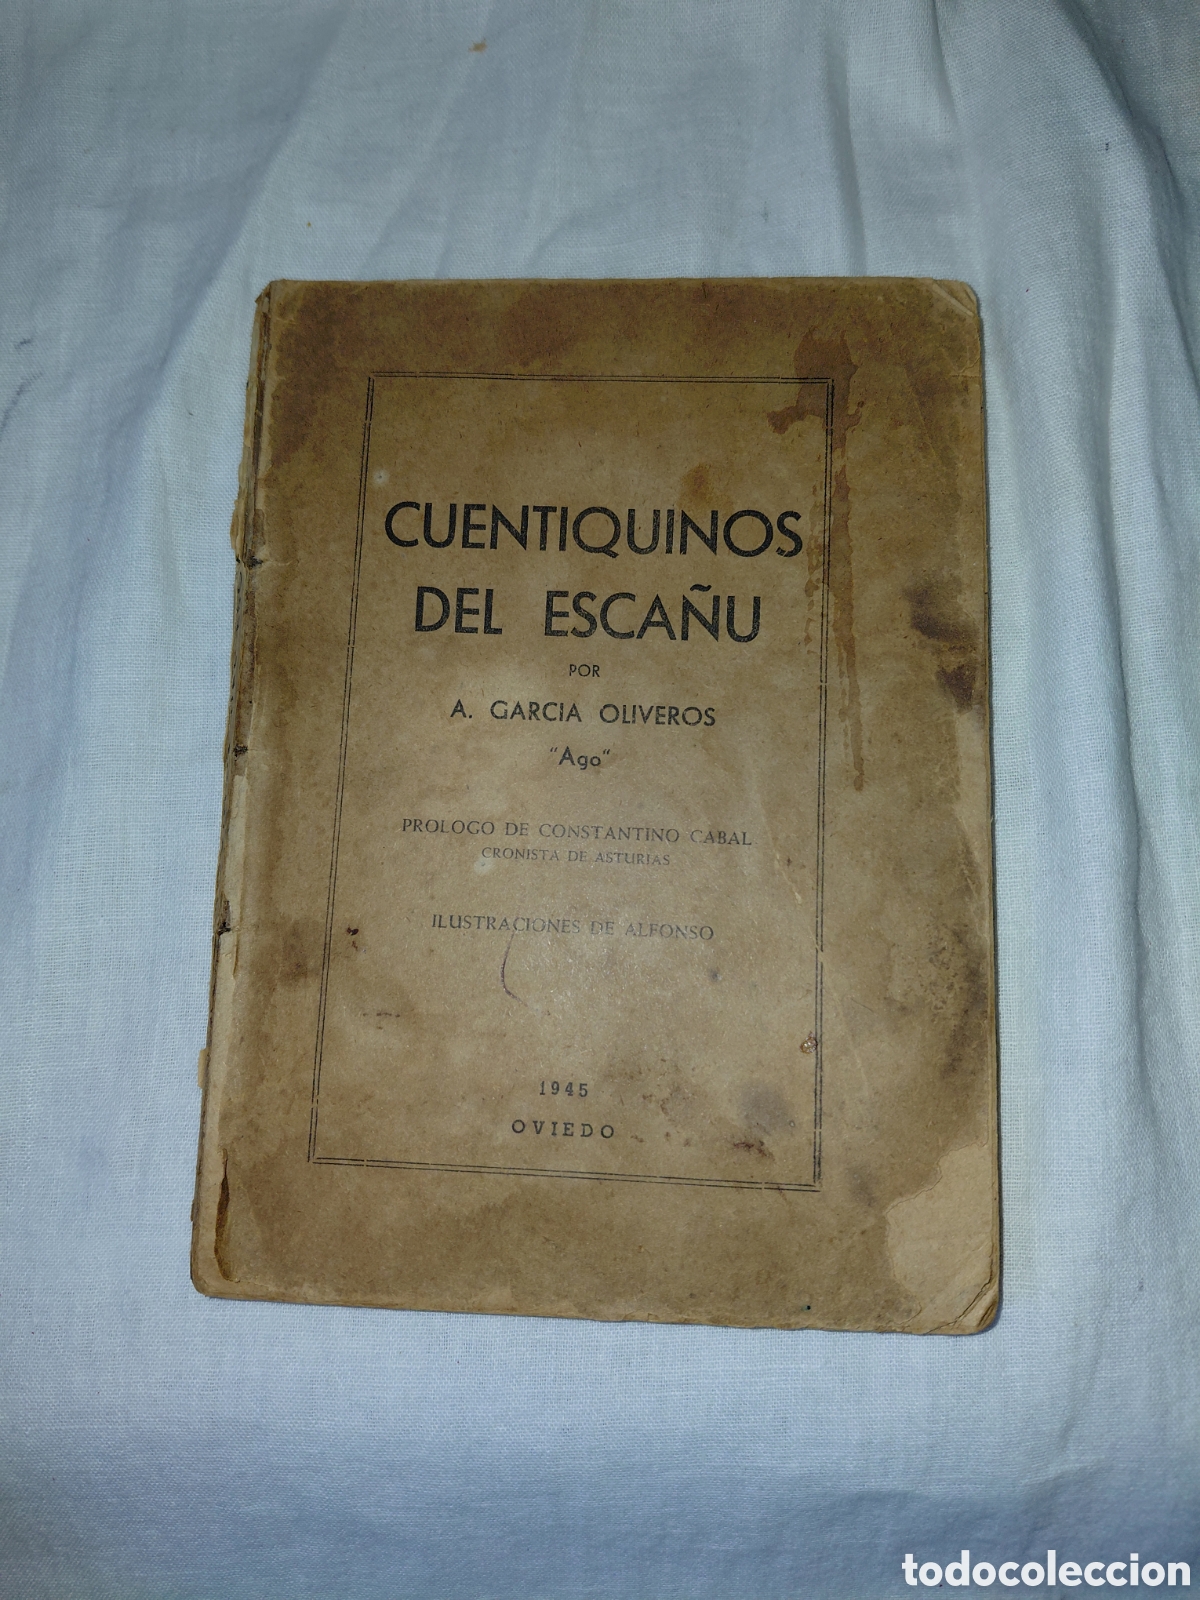 CUENTIQUINOS
DEL ESCAÑU
POR
A. GARCIA OLIVEROS
"Ago"
PROLOGO DE CONSTANTINO CABAL
CRONISTA DE ASTURIAS
ILUSTRACIONES DE ALFONSO
1945
OVIEDO
todocoleccion